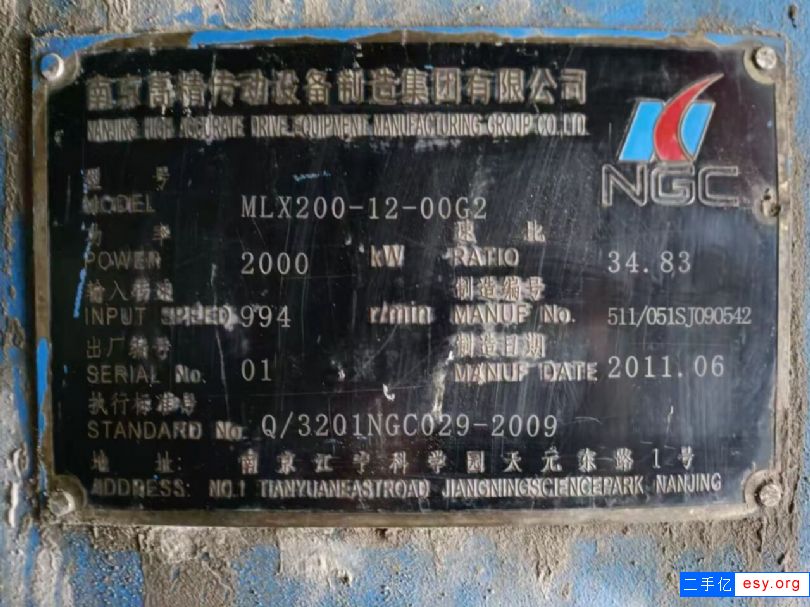 南京高精传动设备制造集团有限公司
NANJING HIGH ACCURATE DRIVE EQUIPMENT MANUFACTURING GROUP CO.,LTD.
NGC
型 号
MODEL MLX200-12-00G2
功 率 速 比
POWER 2000 kW RATIO 34.83
输入转速 制造编号
INPUT SPEED 994 r/min MANUF No. 511/051SJ090542
出厂编号 制造日期
SERIAL No. 01 MANUF DATE 2011.06
执行标准号
STANDARD No. Q/3201NGC029-2009
地 址: 南京江宁科学园天元东路1号
ADDRESS: NO.1 TIANYUANEASTROAD JIANGNINGSCIENCEPARK NANJING
二手亿 esy.org